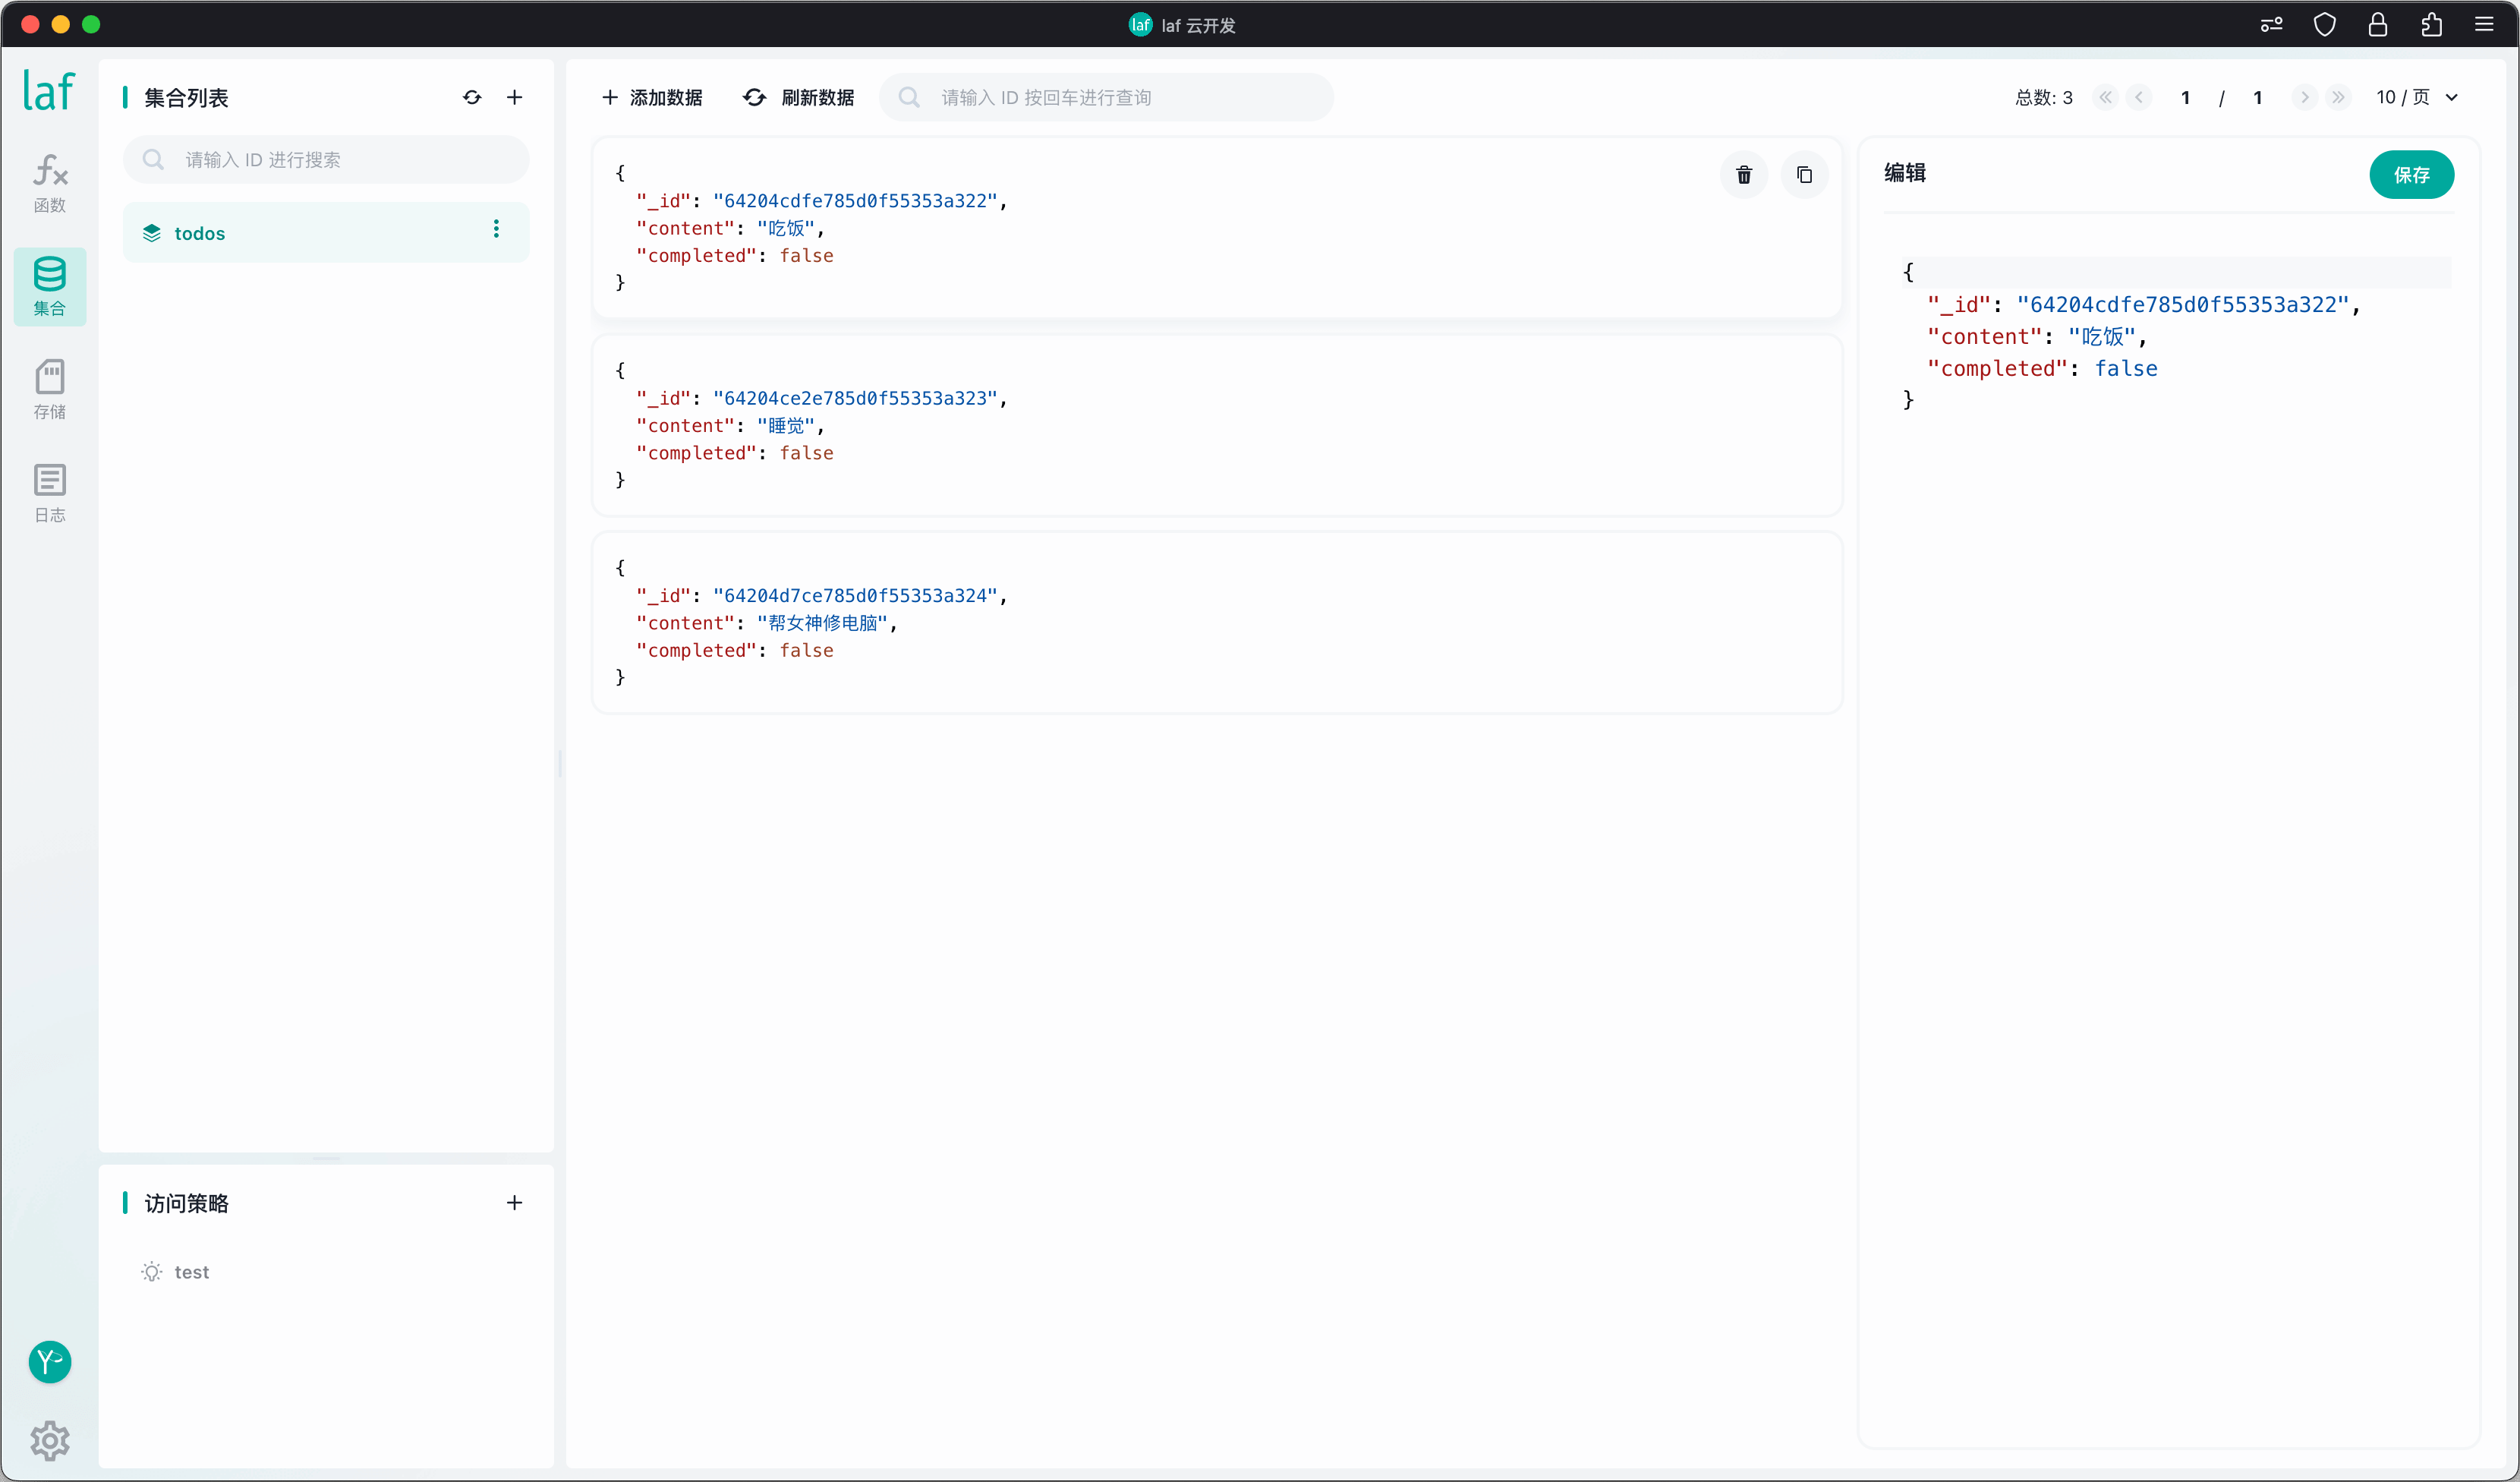 laf laf 云开发
laf
函数
集合
存储
日志
集合列表
请输入 ID 进行搜索
todos
访问策略
test
添加数据
刷新数据
请输入 ID 按回车进行查询
总数: 3
1 / 1
10 / 页
{
"_id": "64204cdfe785d0f55353a322",
"content": "吃饭",
"completed": false
}
{
"_id": "64204ce2e785d0f55353a323",
"content": "睡觉",
"completed": false
}
{
"_id": "64204d7ce785d0f55353a324",
"content": "帮女神修电脑",
"completed": false
}
编辑
保存
{
"_id": "64204cdfe785d0f55353a322",
"content": "吃饭",
"completed": false
}